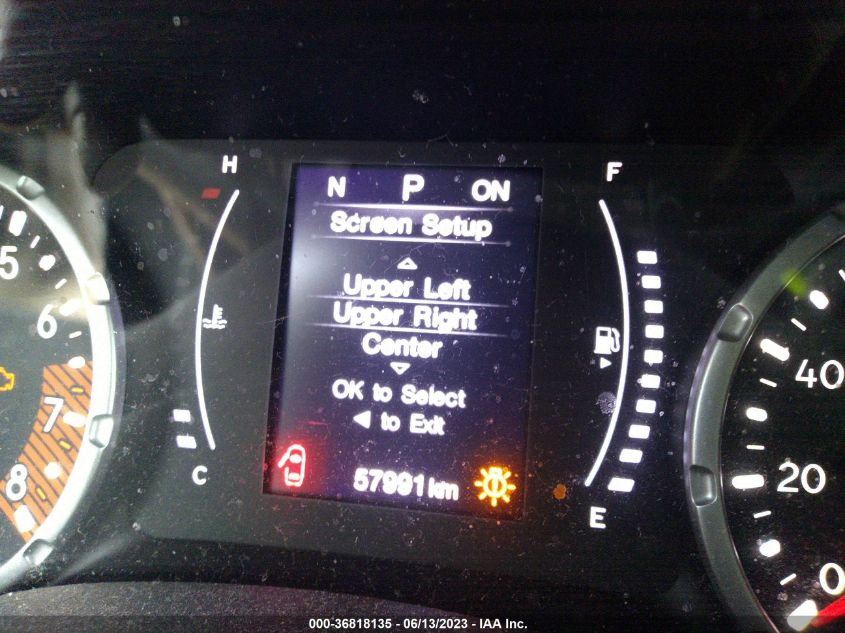 H
F
N P ON
Screen Setup
Upper Left
Upper Right
Center
OK to Select
◀ to Exit
57991 km
C
E
5
6
7
8
40
20
0
000-36818135 - 06/13/2023 - IAA Inc.